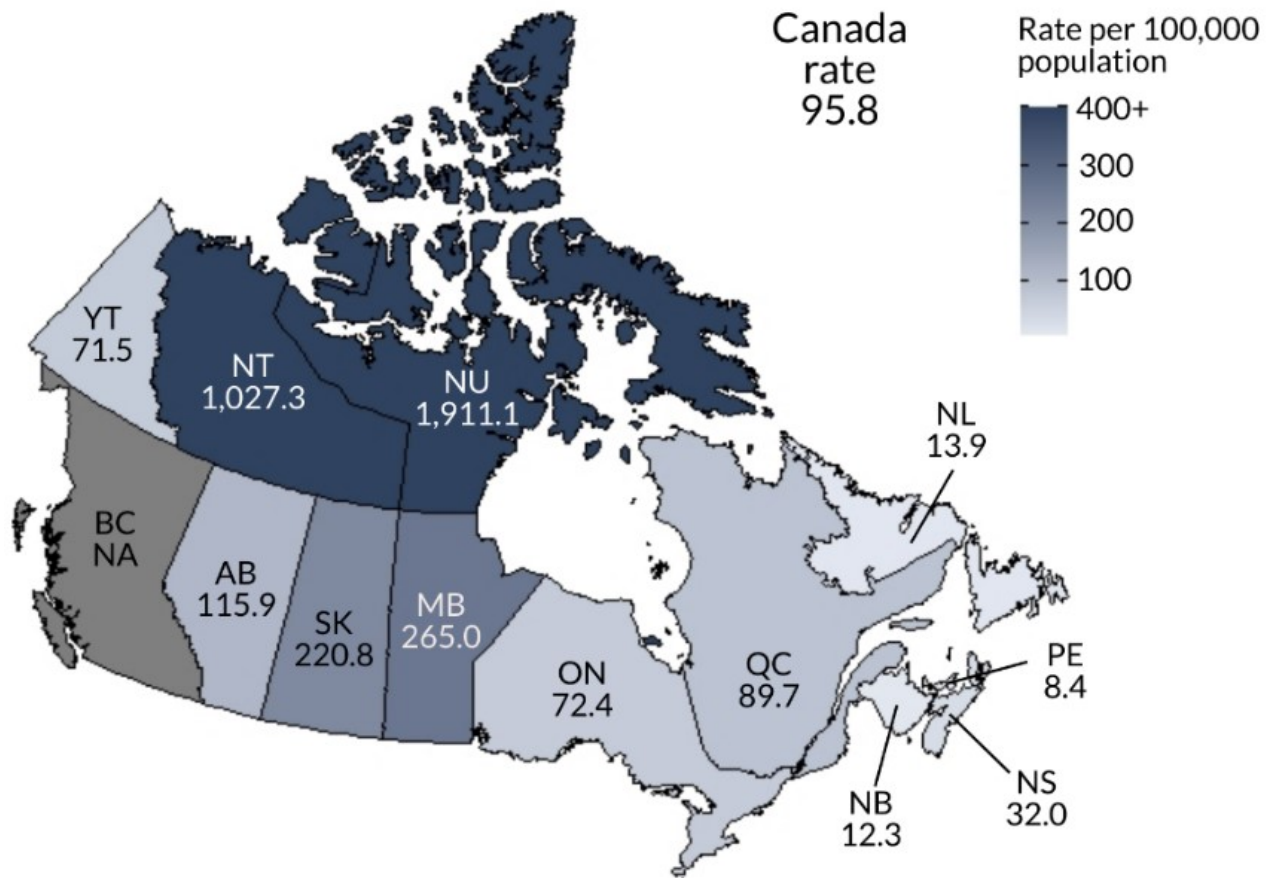 Canada
rate
95.8
Rate per 100,000
population
400+
300
200
100
YT
71.5
NT
1,027.3
NU
1,911.1
NL
13.9
BC
NA
AB
115.9
SK
220.8
MB
265.0
ON
72.4
QC
89.7
PE
8.4
NB
12.3
NS
32.0